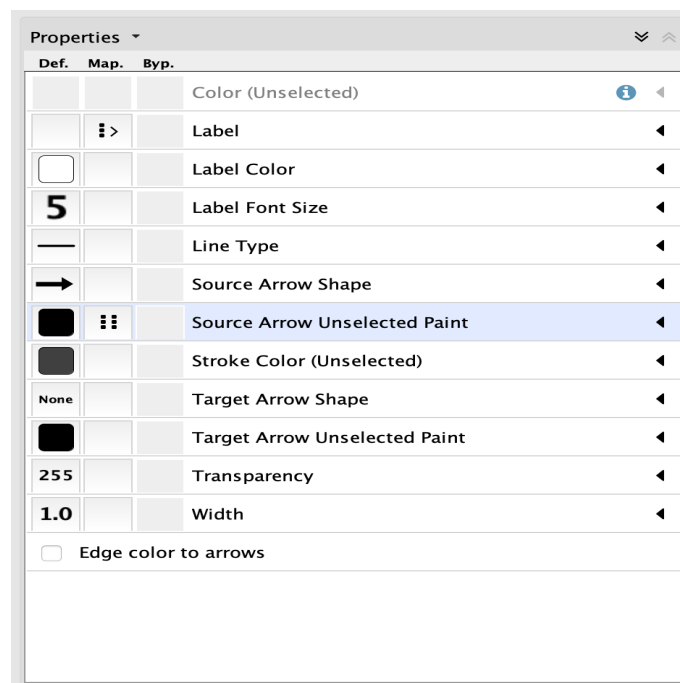 Properties
Def. Map. Byp.
Color (Unselected)
Label
Label Color
5 Label Font Size
Line Type
Source Arrow Shape
Source Arrow Unselected Paint
Stroke Color (Unselected)
None Target Arrow Shape
Target Arrow Unselected Paint
255 Transparency
1.0 Width
Edge color to arrows